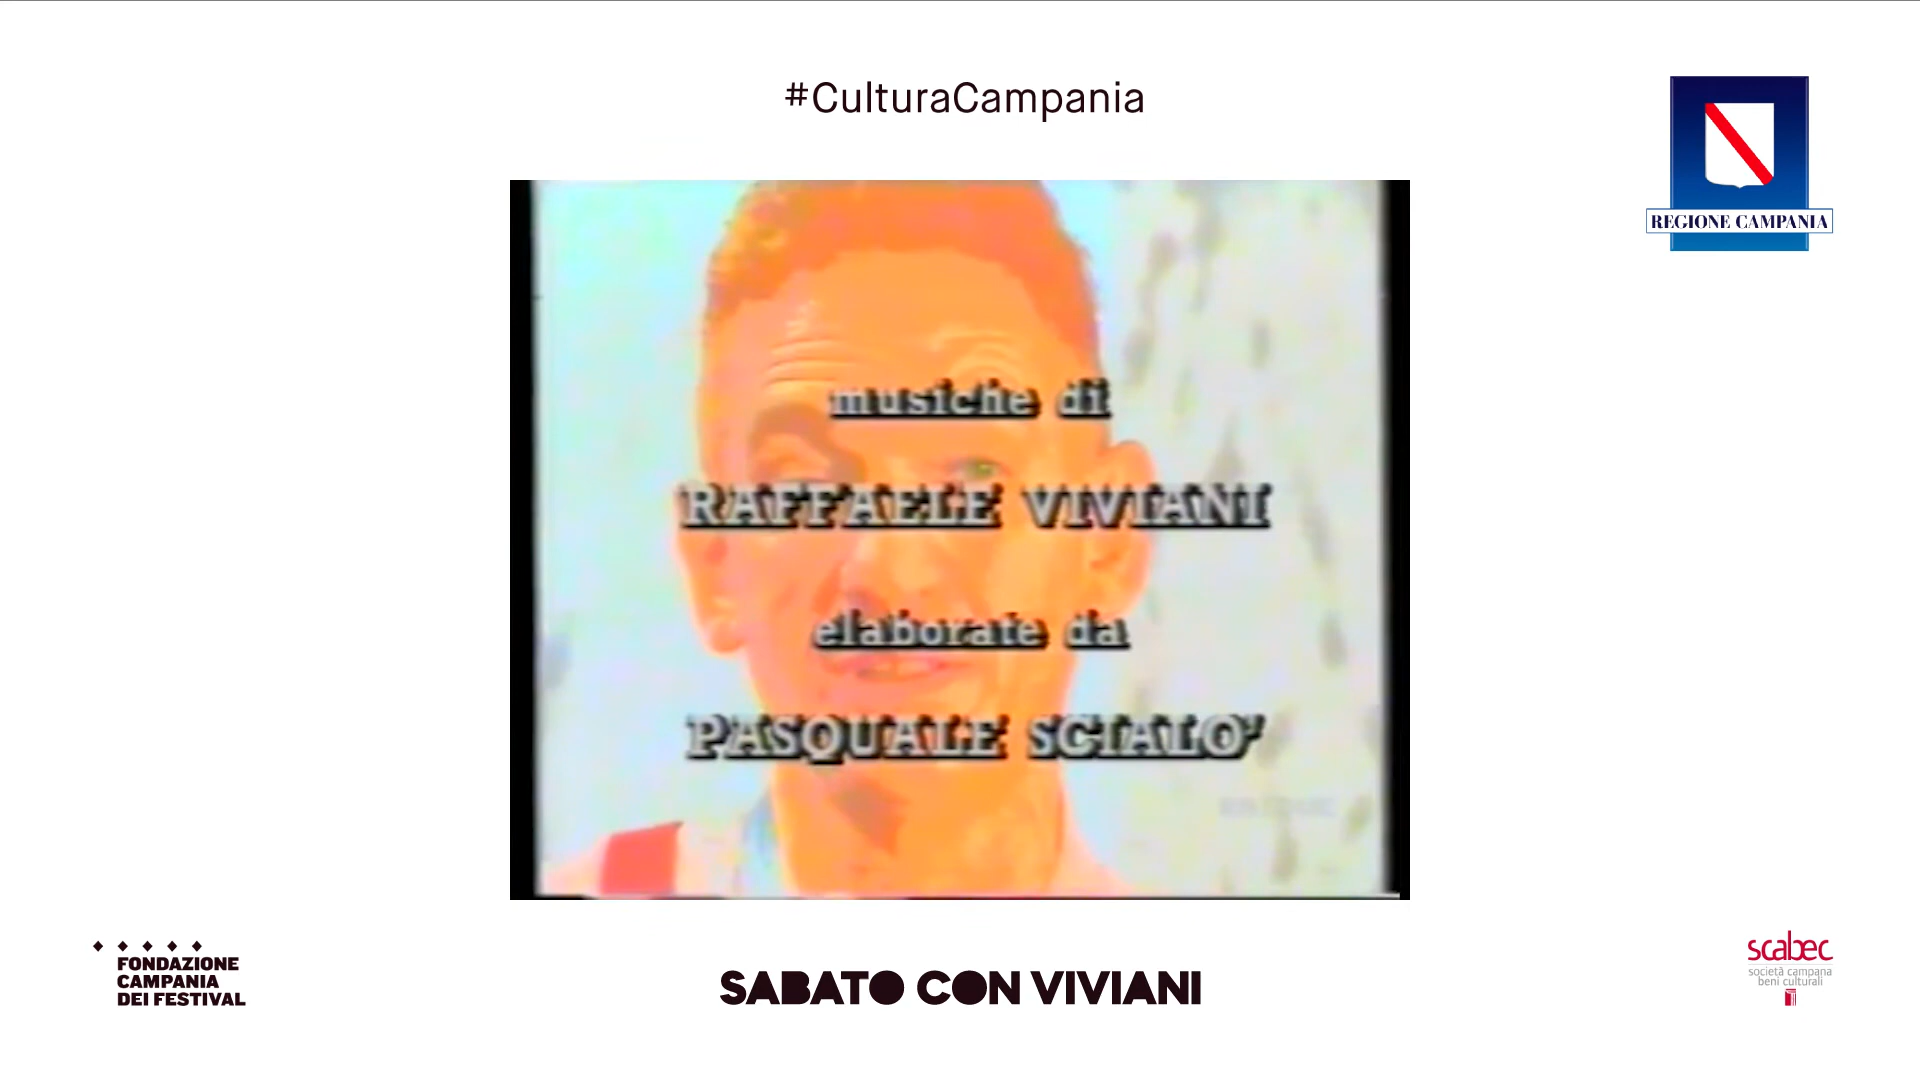 #CulturaCampania
REGIONE CAMPANIA
musiche di
RAFFAELE VIVIANI
elaborate da
PASQUALE SCIALO'
FONDAZIONE
CAMPANIA
DEI FESTIVAL
SABATO CON VIVIANI
scabec
società campana
beni culturali